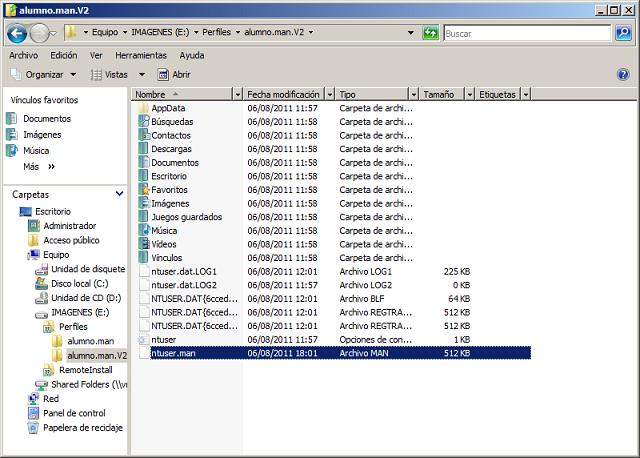 alumno.man.V2
Equipo IMAGENES (E:) Perfiles alumno.man.V2 Buscar
Archivo Edición Ver Herramientas Ayuda
Organizar Vistas Abrir
Vínculos favoritos
Documentos
Imágenes
Música
Más »
Carpetas
Escritorio
Administrador
Acceso público
Equipo
Unidad de disquete
Disco local (C:)
Unidad de CD (D:)
IMAGENES (E:)
Perfiles
alumno.man
alumno.man.V2
RemoteInstall
Shared Folders (\\v
Red
Panel de control
Papelera de reciclaje
Nombre Fecha modificación Tipo Tamaño Etiquetas
AppData 06/08/2011 11:57 Carpeta de archi...
Búsquedas 06/08/2011 11:58 Carpeta de archi...
Contactos 06/08/2011 11:58 Carpeta de archi...
Descargas 06/08/2011 11:58 Carpeta de archi...
Documentos 06/08/2011 11:58 Carpeta de archi...
Escritorio 06/08/2011 11:58 Carpeta de archi...
Favoritos 06/08/2011 11:58 Carpeta de archi...
Imágenes 06/08/2011 11:58 Carpeta de archi...
Juegos guardados 06/08/2011 11:58 Carpeta de archi...
Música 06/08/2011 11:58 Carpeta de archi...
Vídeos 06/08/2011 11:58 Carpeta de archi...
Vínculos 06/08/2011 11:58 Carpeta de archi...
ntuser.dat.LOG1 06/08/2011 12:01 Archivo LOG1 225 KB
ntuser.dat.LOG2 06/08/2011 11:57 Archivo LOG2 0 KB
NTUSER.DAT{6cced... 06/08/2011 12:01 Archivo BLF 64 KB
NTUSER.DAT{6cced... 06/08/2011 12:01 Archivo REGTRA... 512 KB
NTUSER.DAT{6cced... 06/08/2011 12:01 Archivo REGTRA... 512 KB
ntuser 06/08/2011 11:57 Opciones de con... 1 KB
ntuser.man 06/08/2011 18:01 Archivo MAN 512 KB